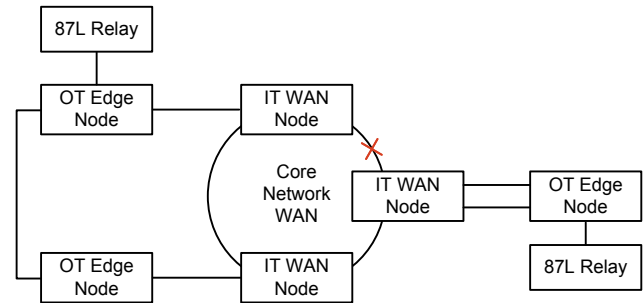 87L Relay
OT Edge
Node
IT WAN
Node
Core
Network
WAN
IT WAN
Node
OT Edge
Node
OT Edge
Node
IT WAN
Node
87L Relay